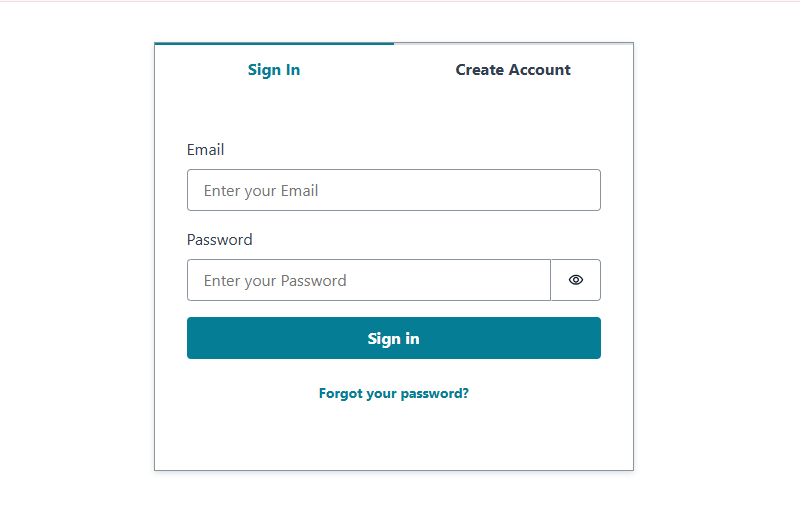 Sign In
Create Account
Email
Enter your Email
Password
Enter your Password
Sign in
Forgot your password?